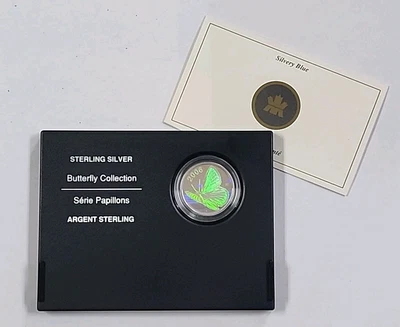 Silvery Blue
STERLING SILVER
Butterfly Collection
Série Papillons
ARGENT STERLING
2006